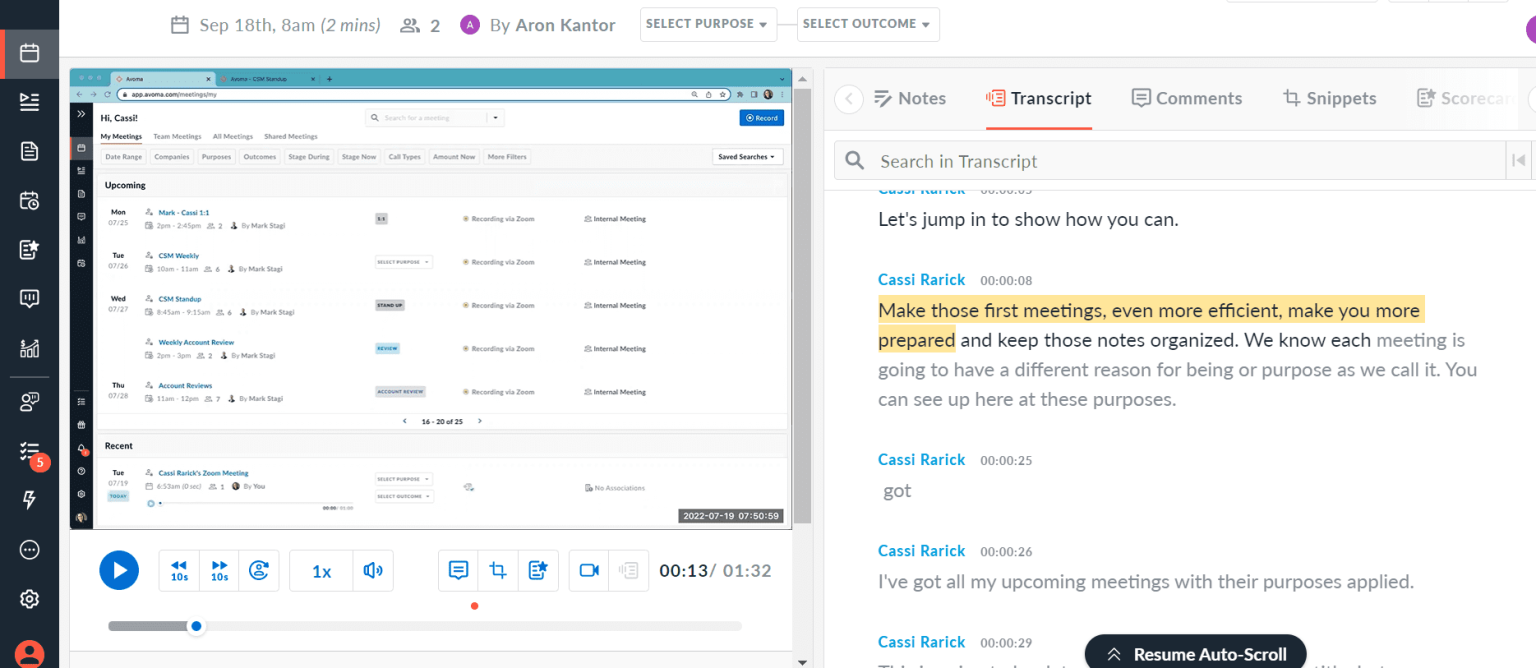 Sep 18th, 8am (2 mins) 2 A By Aron Kantor SELECT PURPOSE SELECT OUTCOME
Avoma Avoma - CSM Standup
app.avoma.com/meetings/my
Hi, Cassi! Search for a meeting Record
My Meetings Team Meetings All Meetings Shared Meetings
Date Range Companies Purposes Outcomes Stage During Stage Now Call Types Amount Now More Filters Saved Searches
Upcoming
Mon Mark - Cassi 1:1 1:1 Recording via Zoom Internal Meeting
07/25 2pm - 2:45pm 2 By Mark Stagi
Tue CSM Weekly SELECT PURPOSE Recording via Zoom Internal Meeting
07/26 10am - 11am 6 By Mark Stagi
Wed CSM Standup STAND UP Recording via Zoom Internal Meeting
07/27 8:45am - 9:15am 6 By Mark Stagi
Weekly Account Review REVIEW Recording via Zoom Internal Meeting
2pm - 3pm 2 By Mark Stagi
Thu Account Reviews ACCOUNT REVIEW Recording via Zoom Internal Meeting
07/28 11am - 12pm 7 By Mark Stagi
16 - 20 of 25
Recent
Tue Cassi Rarick's Zoom Meeting SELECT PURPOSE No Associations
07/19 6:53am (0 sec) 1 By You SELECT OUTCOME
TODAY
2022-07-19 07:50:59
10s 10s 1x 00:13/ 01:32
5
Notes Transcript Comments Snippets Scorecar
Search in Transcript
Cassi Rarick 00:00:05
Let's jump in to show how you can.
Cassi Rarick 00:00:08
Make those first meetings, even more efficient, make you more
prepared and keep those notes organized. We know each meeting is
going to have a different reason for being or purpose as we call it. You
can see up here at these purposes.
Cassi Rarick 00:00:25
got
Cassi Rarick 00:00:26
I've got all my upcoming meetings with their purposes applied.
Cassi Rarick 00:00:29
Resume Auto-Scroll